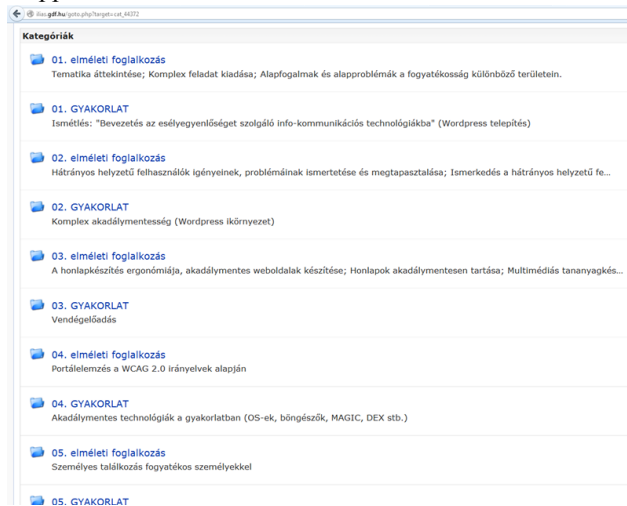 ilias.gdf.hu/goto.php?target=cat_44372
Kategóriák
01. elméleti foglalkozás
Tematika áttekintése; Komplex feladat kiadása; Alapfogalmak és alapproblémák a fogyatékosság különböző területein.
01. GYAKORLAT
Ismétlés: "Bevezetés az esélyegyenlőséget szolgáló info-kommunikációs technológiákba" (Wordpress telepítés)
02. elméleti foglalkozás
Hátrányos helyzetű felhasználók igényeinek, problémáinak ismertetése és megtapasztalása; Ismerkedés a hátrányos helyzetű fe...
02. GYAKORLAT
Komplex akadálymentesség (Wordpress ikörnyezet)
03. elméleti foglalkozás
A honlapkészítés ergonómiája, akadálymentes weboldalak készítése; Honlapok akadálymentesen tartása; Multimédiás tananyagkés...
03. GYAKORLAT
Vendégelőadás
04. elméleti foglalkozás
Portálelemzés a WCAG 2.0 irányelvek alapján
04. GYAKORLAT
Akadálymentes technológiák a gyakorlatban (OS-ek, böngészők, MAGIC, DEX stb.)
05. elméleti foglalkozás
Személyes találkozó fogyatékos személyekkel
05. GYAKORLAT